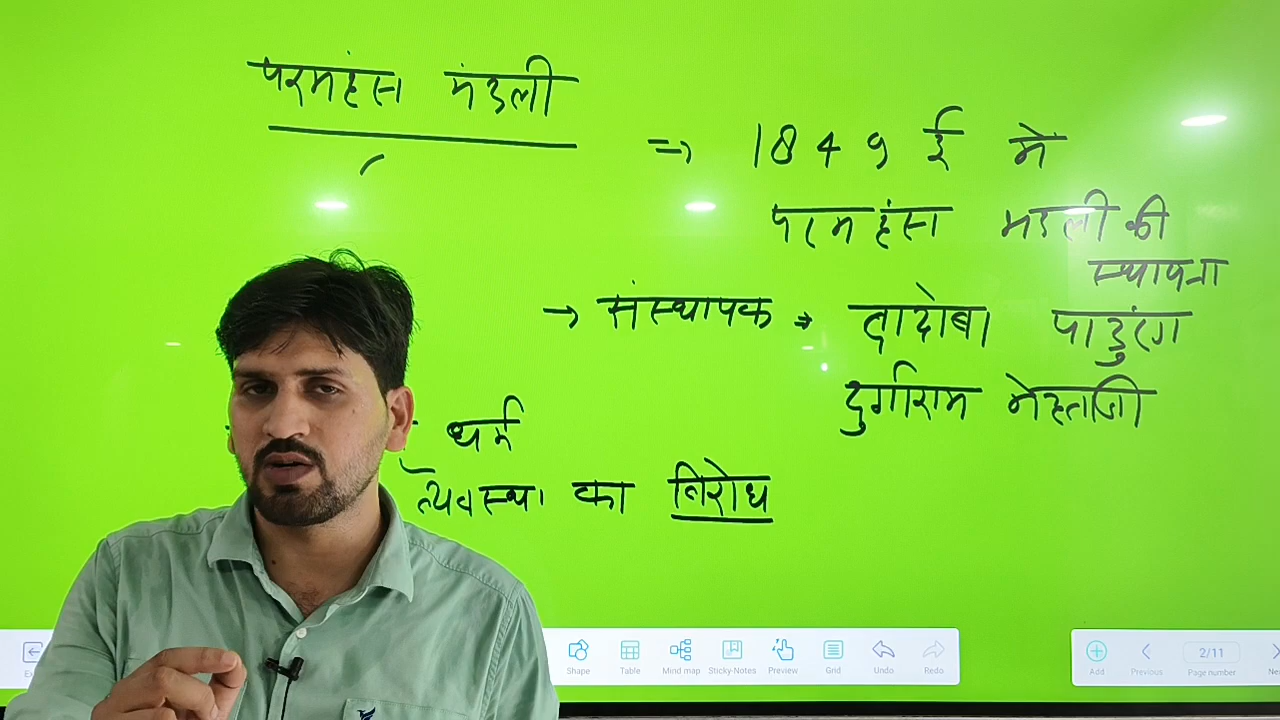 परमहंस मंडली
=> 1849 ई में
परमहंस मडली की
स्थापना
→ संस्थापक → दादोबा पाडुरंग
दुर्गाराम मेहताजी
धर्म
व्यवस्था का विरोध
Shape Table Mind map Sticky-Notes Preview Grid Undo Redo
Add Previous 2/11 Page number